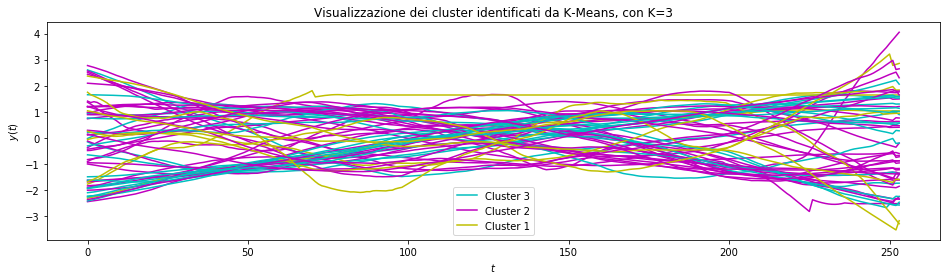 Visualizzazione dei cluster identificati da K-Means, con K=3
y(t)
4
3
2
1
0
−1
−2
−3
Cluster 3
Cluster 2
Cluster 1
0 50 100 150 200 250
t